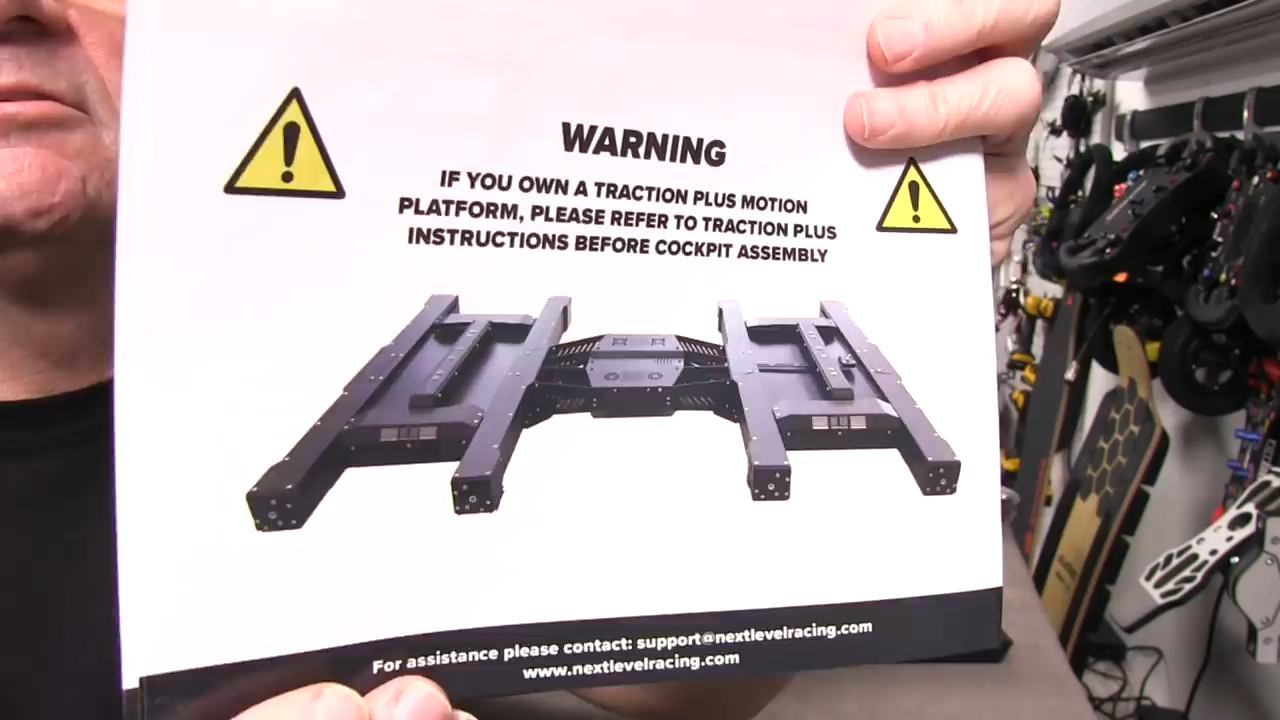 WARNING
IF YOU OWN A TRACTION PLUS MOTION
PLATFORM, PLEASE REFER TO TRACTION PLUS
INSTRUCTIONS BEFORE COCKPIT ASSEMBLY
For assistance please contact: support@nextlevelracing.com
www.nextlevelracing.com